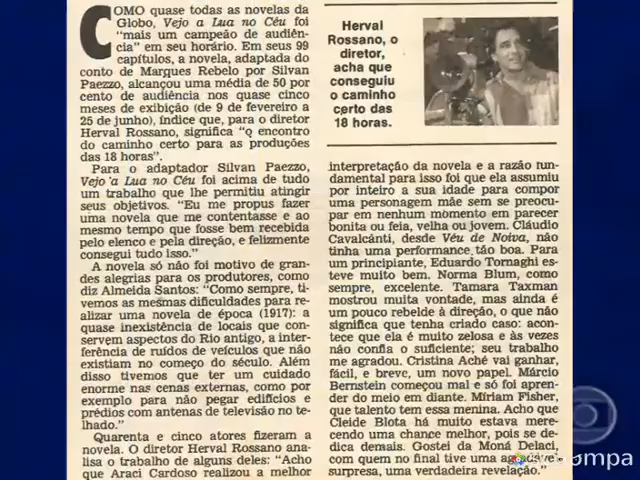 COMO quase todas as novelas da
Globo, Vejo a Lua no Céu foi
"mais um campeão de audiên-
cia" em seu horário. Em seus 99
capítulos, a novela, adaptada do
conto de Marques Rebelo por Silvan
Paezzo, alcançou uma média de 50 por
cento de audiência nos quase cinco
meses de exibição (de 9 de fevereiro a
25 de junho), índice que, para o diretor
Herval Rossano, significa "o encontro
do caminho certo para as produções
das 18 horas".
Para o adaptador Silvan Paezzo,
Vejo a Lua no Céu foi acima de tudo
um trabalho que lhe permitiu atingir
seus objetivos. "Eu me propus fazer
uma novela que me contentasse e ao
mesmo tempo que fosse bem recebida
pelo elenco e pela direção, e felizmente
consegui tudo isso."
A novela só não foi motivo de gran-
des alegrias para os produtores, como
diz Almeida Santos: "Como sempre, ti-
vemos as mesmas dificuldades para re-
alizar uma novela de época (1917): a
quase inexistência de locais que con-
servem aspectos do Rio antigo, a inter-
ferência de ruídos de veículos que não
existiam no começo do século. Além
disso tivemos que ter um cuidado
enorme nas cenas externas, como por
exemplo para não pegar edifícios e
prédios com antenas de televisão no te-
lhado."
Quarenta e cinco atores fizeram a
novela. O diretor Herval Rossano ana-
lisa o trabalho de alguns deles: "Acho
que Araci Cardoso realizou a melhor
Herval
Rossano, o
diretor,
acha que
conseguiu
o caminho
certo das
18 horas.
interpretação da novela e a razão fun-
damental para isso foi que ela assumiu
por inteiro a sua idade para compor
uma personagem mãe sem se preocu-
par em nenhum momento em parecer
bonita ou feia, velha ou jovem. Cláudio
Cavalcânti, desde Véu de Noiva, não
tinha uma performance tão boa. Para
um principiante, Eduardo Tornaghi es-
teve muito bem. Norma Blum, como
sempre, excelente. Tamara Taxman
mostrou muita vontade, mas ainda é
um pouco rebelde à direção, o que não
significa que tenha criado caso: aconte-
ce que ela é muito zelosa e às vezes
não confia o suficiente; seu trabalho
me agradou. Cristina Aché vai ganhar,
fácil, e breve, um novo papel. Márcio
Bernstein começou mal e só foi apren-
der do meio em diante. Míriam Fisher,
que talento tem essa menina. Acho que
Cleide Blota há muito estava mere-
cendo uma chance melhor, pois se de-
dica demais. Gostei da Moná Delaci,
com quem no final tive uma
surpresa, uma verdadeira revelação."